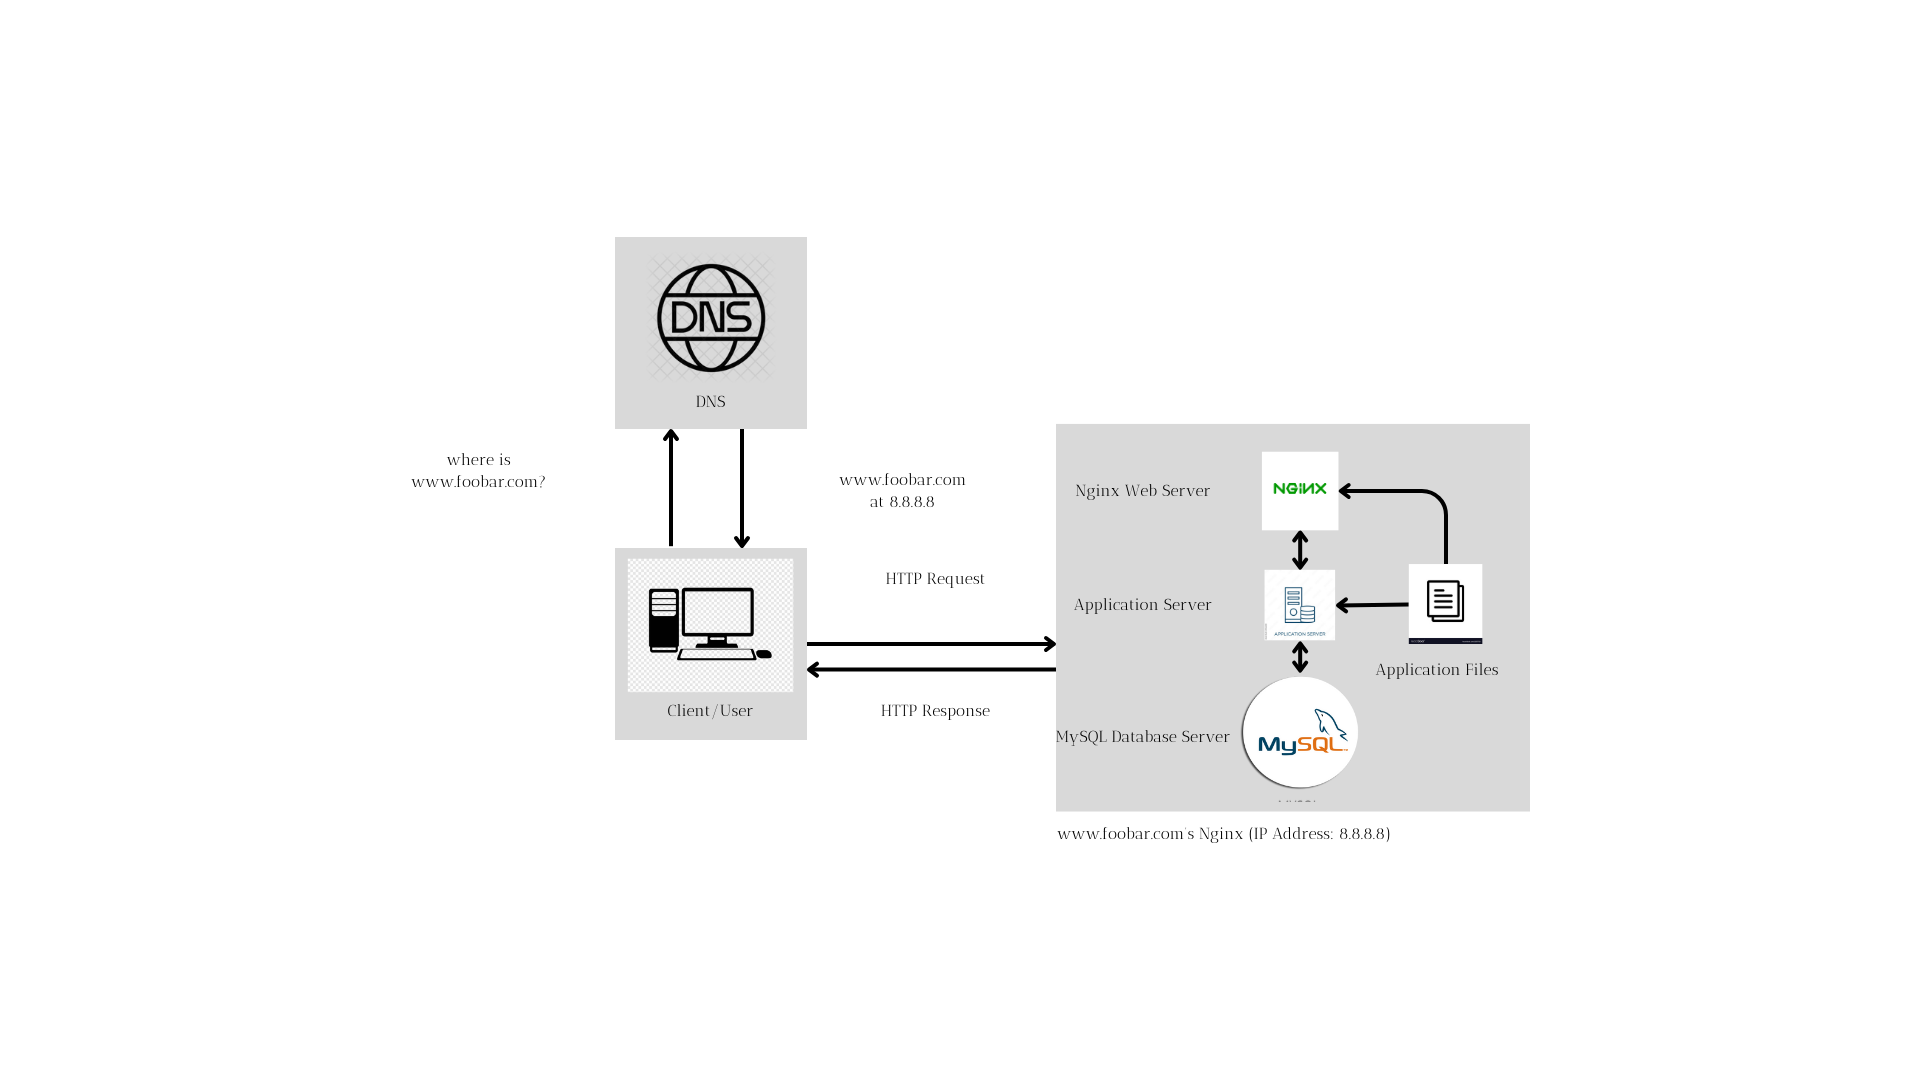 DNS
DNS
where is
www.foobar.com?
www.foobar.com
at 8.8.8.8
HTTP Request
HTTP Response
Client/User
Nginx Web Server
NGiNX
Application Server
APPLICATION SERVER
Application Files
MySQL Database Server
MySQL
www.foobar.com's Nginx (IP Address: 8.8.8.8)